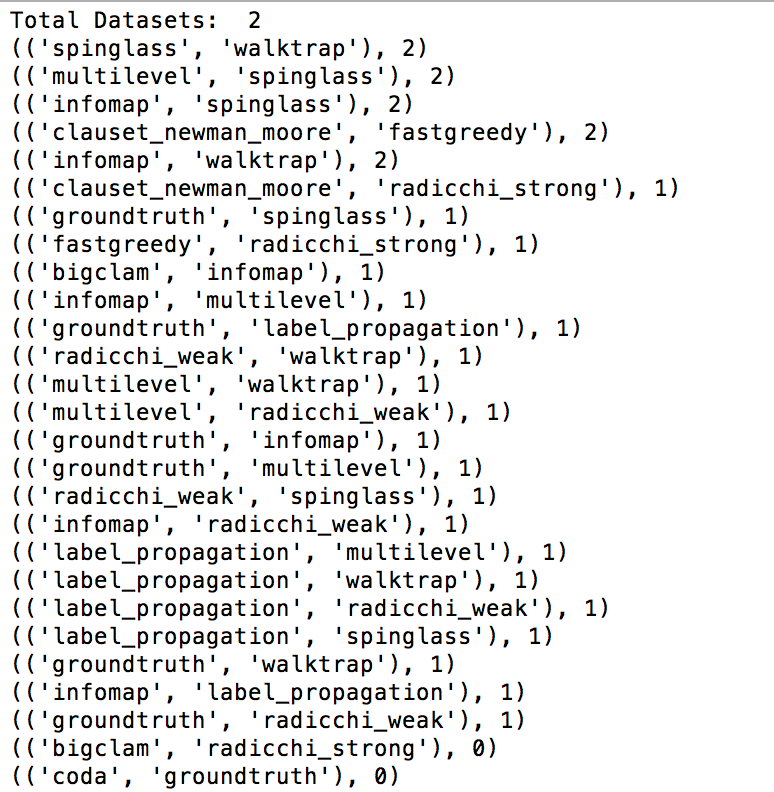 Total Datasets:  2
(('spinglass', 'walktrap'), 2)
(('multilevel', 'spinglass'), 2)
(('infomap', 'spinglass'), 2)
(('clauset_newman_moore', 'fastgreedy'), 2)
(('infomap', 'walktrap'), 2)
(('clauset_newman_moore', 'radicchi_strong'), 1)
(('groundtruth', 'spinglass'), 1)
(('fastgreedy', 'radicchi_strong'), 1)
(('bigclam', 'infomap'), 1)
(('infomap', 'multilevel'), 1)
(('groundtruth', 'label_propagation'), 1)
(('radicchi_weak', 'walktrap'), 1)
(('multilevel', 'walktrap'), 1)
(('multilevel', 'radicchi_weak'), 1)
(('groundtruth', 'infomap'), 1)
(('groundtruth', 'multilevel'), 1)
(('radicchi_weak', 'spinglass'), 1)
(('infomap', 'radicchi_weak'), 1)
(('label_propagation', 'multilevel'), 1)
(('label_propagation', 'walktrap'), 1)
(('label_propagation', 'radicchi_weak'), 1)
(('label_propagation', 'spinglass'), 1)
(('groundtruth', 'walktrap'), 1)
(('infomap', 'label_propagation'), 1)
(('groundtruth', 'radicchi_weak'), 1)
(('bigclam', 'radicchi_strong'), 0)
(('coda', 'groundtruth'), 0)